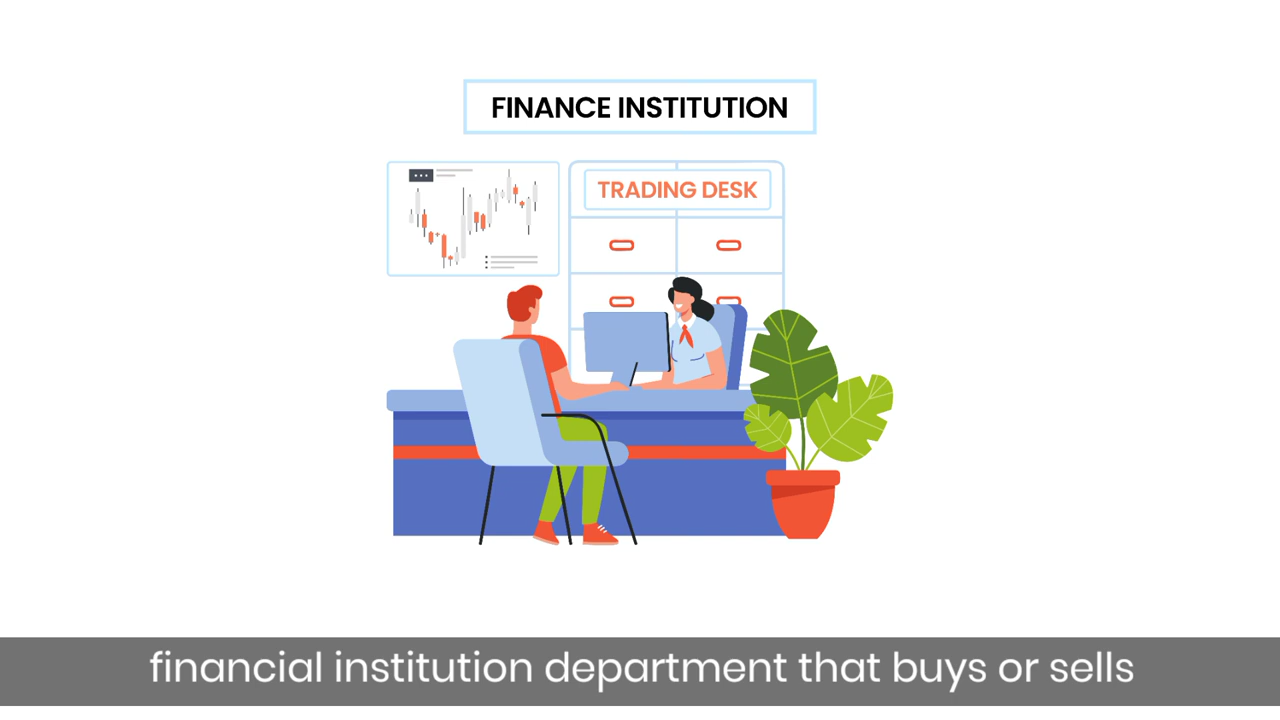 FINANCE INSTITUTION
TRADING DESK
financial institution department that buys or sells